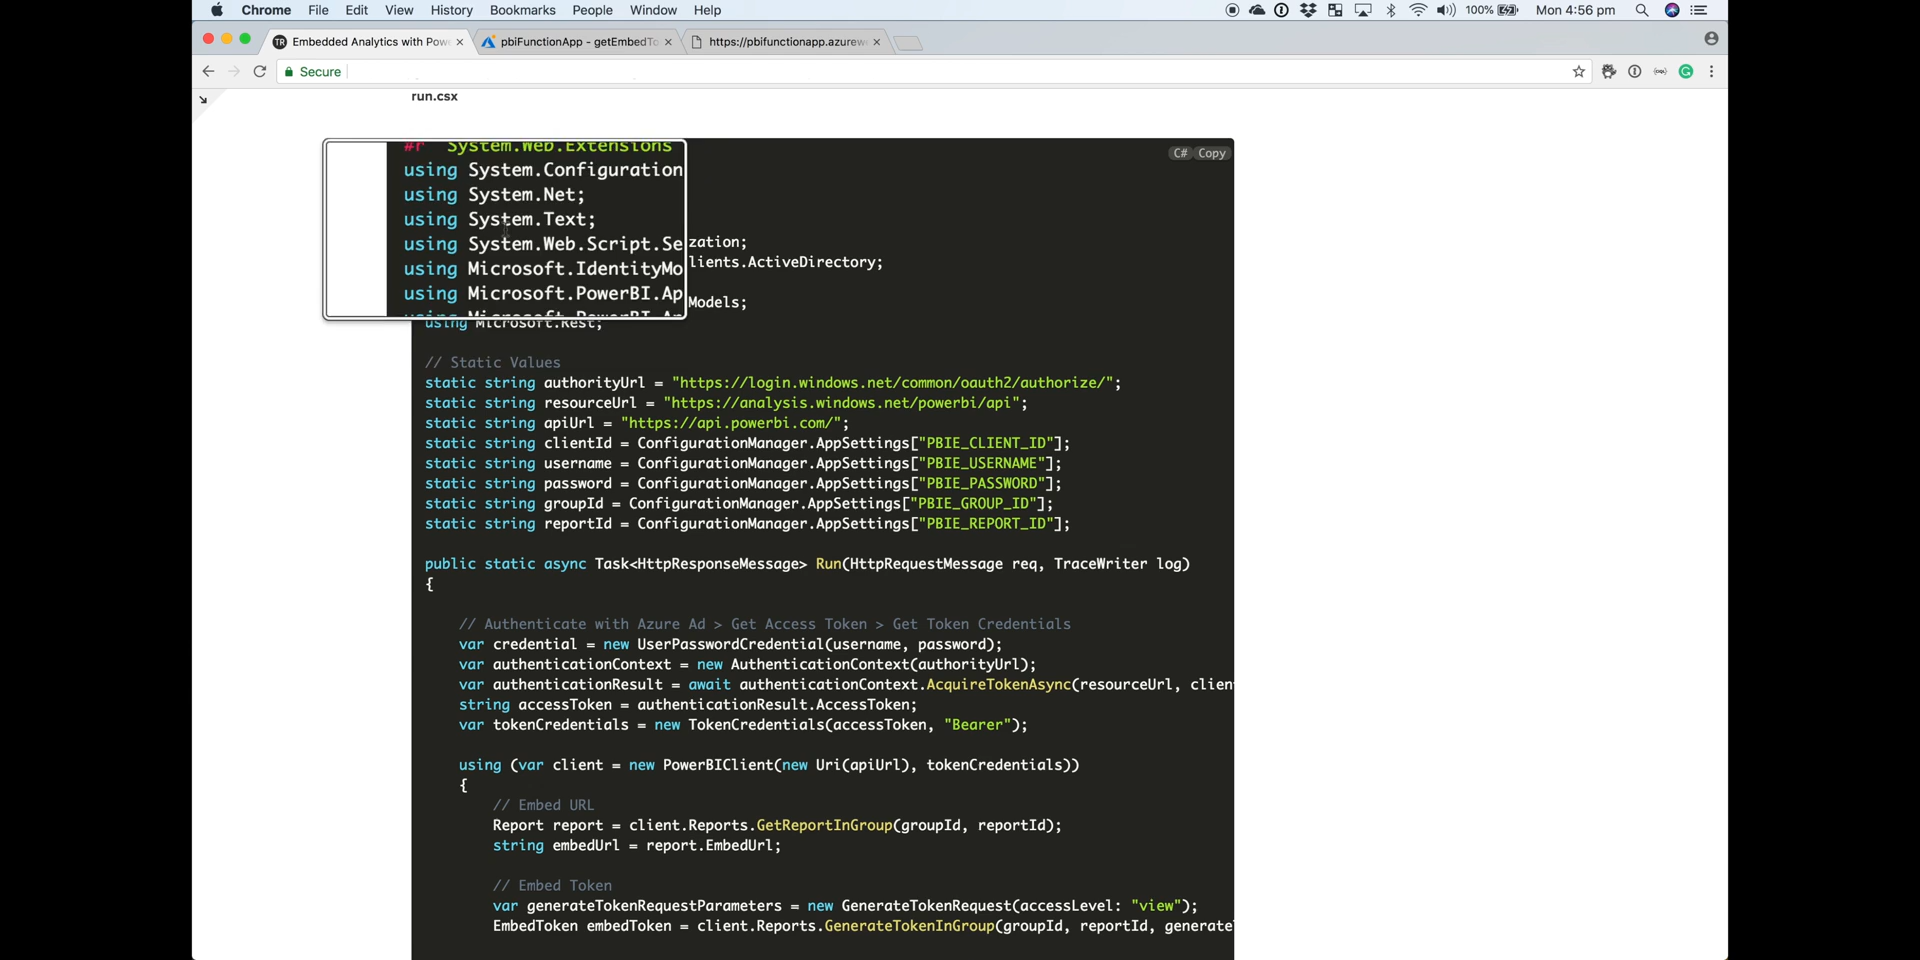 Chrome File Edit View History Bookmarks People Window Help 100% Mon 4:56 pm
Embedded Analytics with Pow pbiFunctionApp - getEmbedTo https://pbifunctionapp.azurew
Secure
run.csx
C# Copy
#r System.Web.Extensions
using System.Configuration
using System.Net;
using System.Text;
using System.Web.Script.Se
zation;
using Microsoft.IdentityMo
lients.ActiveDirectory;
using Microsoft.PowerBI.Ap
Models;
using Microsoft.Rest;
// Static Values
static string authorityUrl = "https://login.windows.net/common/oauth2/authorize/";
static string resourceUrl = "https://analysis.windows.net/powerbi/api";
static string apiUrl = "https://api.powerbi.com/";
static string clientId = ConfigurationManager.AppSettings["PBIE_CLIENT_ID"];
static string username = ConfigurationManager.AppSettings["PBIE_USERNAME"];
static string password = ConfigurationManager.AppSettings["PBIE_PASSWORD"];
static string groupId = ConfigurationManager.AppSettings["PBIE_GROUP_ID"];
static string reportId = ConfigurationManager.AppSettings["PBIE_REPORT_ID"];
public static async Task<HttpResponseMessage> Run(HttpRequestMessage req, TraceWriter log)
{
// Authenticate with Azure Ad > Get Access Token > Get Token Credentials
var credential = new UserPasswordCredential(username, password);
var authenticationContext = new AuthenticationContext(authorityUrl);
var authenticationResult = await authenticationContext.AcquireTokenAsync(resourceUrl, clien
string accessToken = authenticationResult.AccessToken;
var tokenCredentials = new TokenCredentials(accessToken, "Bearer");
using (var client = new PowerBIClient(new Uri(apiUrl), tokenCredentials))
{
// Embed URL
Report report = client.Reports.GetReportInGroup(groupId, reportId);
string embedUrl = report.EmbedUrl;
// Embed Token
var generateTokenRequestParameters = new GenerateTokenRequest(accessLevel: "view");
EmbedToken embedToken = client.Reports.GenerateTokenInGroup(groupId, reportId, generate